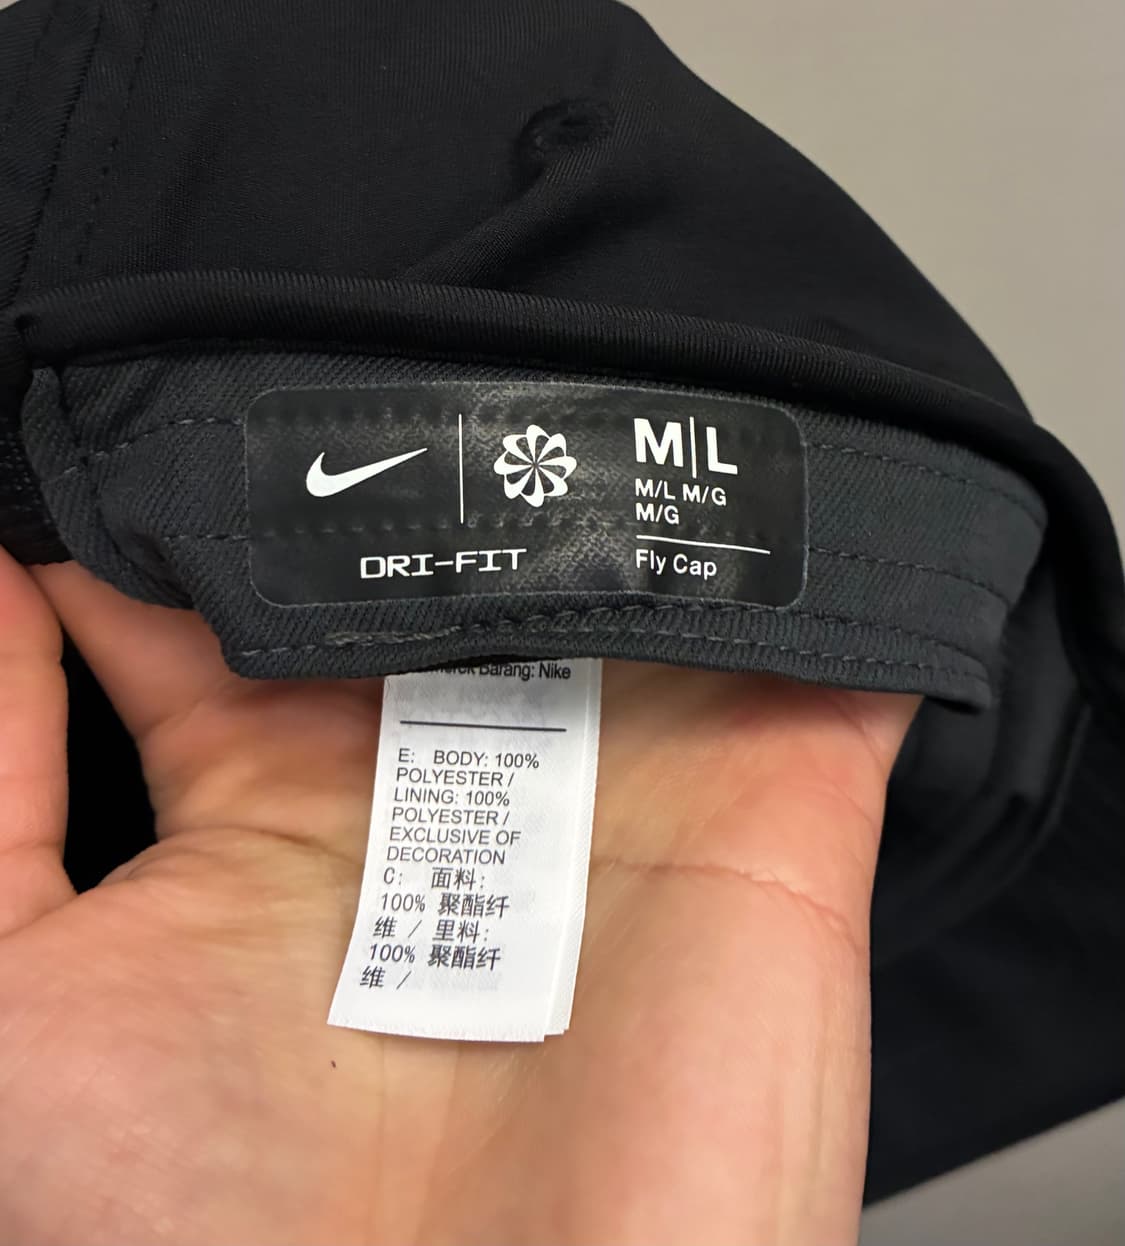 M|L
M/L M/G
M/G
Fly Cap
DRI-FIT
Barang: Nike
E: BODY: 100%
POLYESTER /
LINING: 100%
POLYESTER /
EXCLUSIVE OF
DECORATION
C: 面料:
100% 聚酯纤
维 / 里料:
100% 聚酯纤
维 /